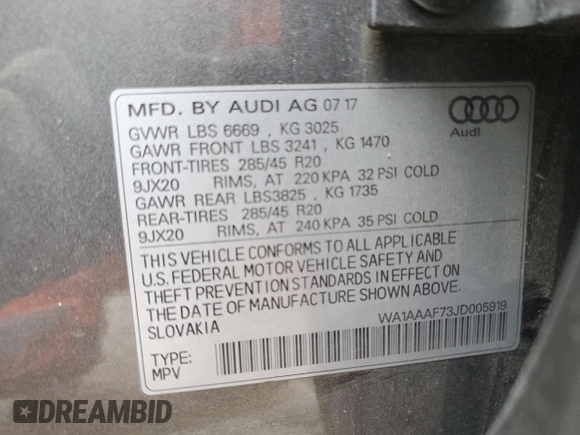 MFD. BY AUDI AG 07 17
Audi
GVWR LBS 6669 , KG 3025
GAWR FRONT LBS 3241 , KG 1470
FRONT-TIRES 285/45 R20
9JX20 RIMS, AT 220 KPA 32 PSI COLD
GAWR REAR LBS3825 , KG 1735
REAR-TIRES 285/45 R20
9JX20 RIMS, AT 240 KPA 35 PSI COLD
THIS VEHICLE CONFORMS TO ALL APPLICABLE
U.S. FEDERAL MOTOR VEHICLE SAFETY AND
THEFT PREVENTION STANDARDS IN EFFECT ON
THE DATE OF MANUFACTURE SHOWN ABOVE.
SLOVAKIA
WA1AAAF73JD005919
TYPE:
MPV
DREAMBID